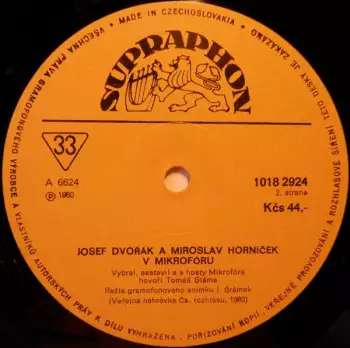 MADE IN CZECHOSLOVAKIA • VŠECHNA PRÁVA GRAMOFONOVÉHO VÝROBCE A VLASTNÍKŮ AUTORSKÝCH PRÁV K DÍLU VYHRAŽENA. POŘIZOVÁNÍ KOPIÍ, VEŘEJNÉ PROVOZOVÁNÍ A ROZHLASOVÉ ŠÍŘENÍ TÉTO DESKY JE ZAKÁZÁNO •
SUPRAPHON
33
A 6624
Ⓟ 1980
1018 2924
2. strana
Kčs 44,-
JOSEF DVOŘÁK A MIROSLAV HORNÍČEK
V MIKROFÓRU
Vybral, sestavil a s hosty Mikrofóra
hovoří Tomáš Sláma
Režie gramofonového snímku I. Šrámek
(Veřejná nahrávka Čs. rozhlasu, 1980)